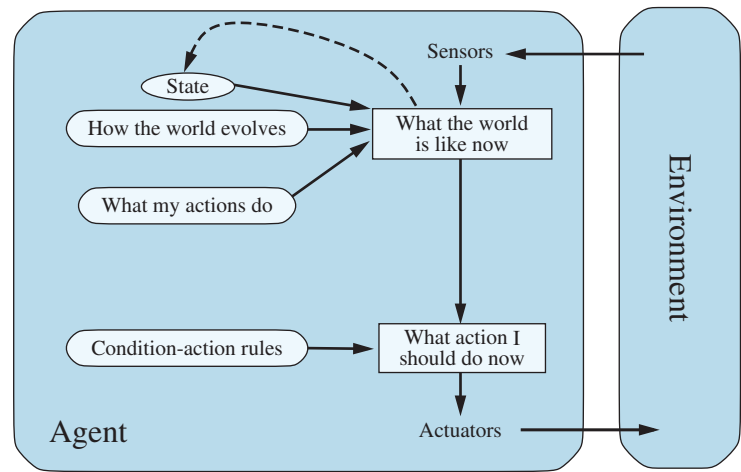 Sensors
State
How the world evolves
What the world
is like now
What my actions do
Condition-action rules
What action I
should do now
Agent
Actuators
Environment